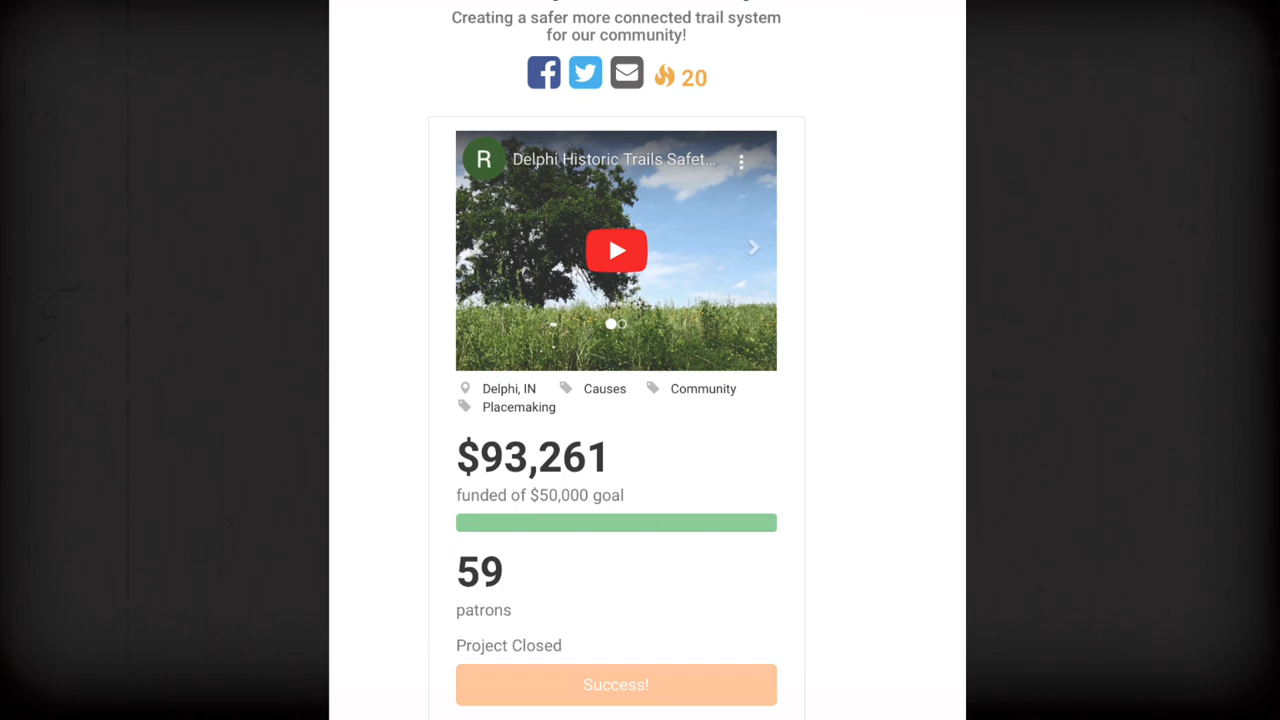 Creating a safer more connected trail system
for our community!
20
R Delphi Historic Trails Safet...
Delphi, IN Causes Community
Placemaking
$93,261
funded of $50,000 goal
59
patrons
Project Closed
Success!